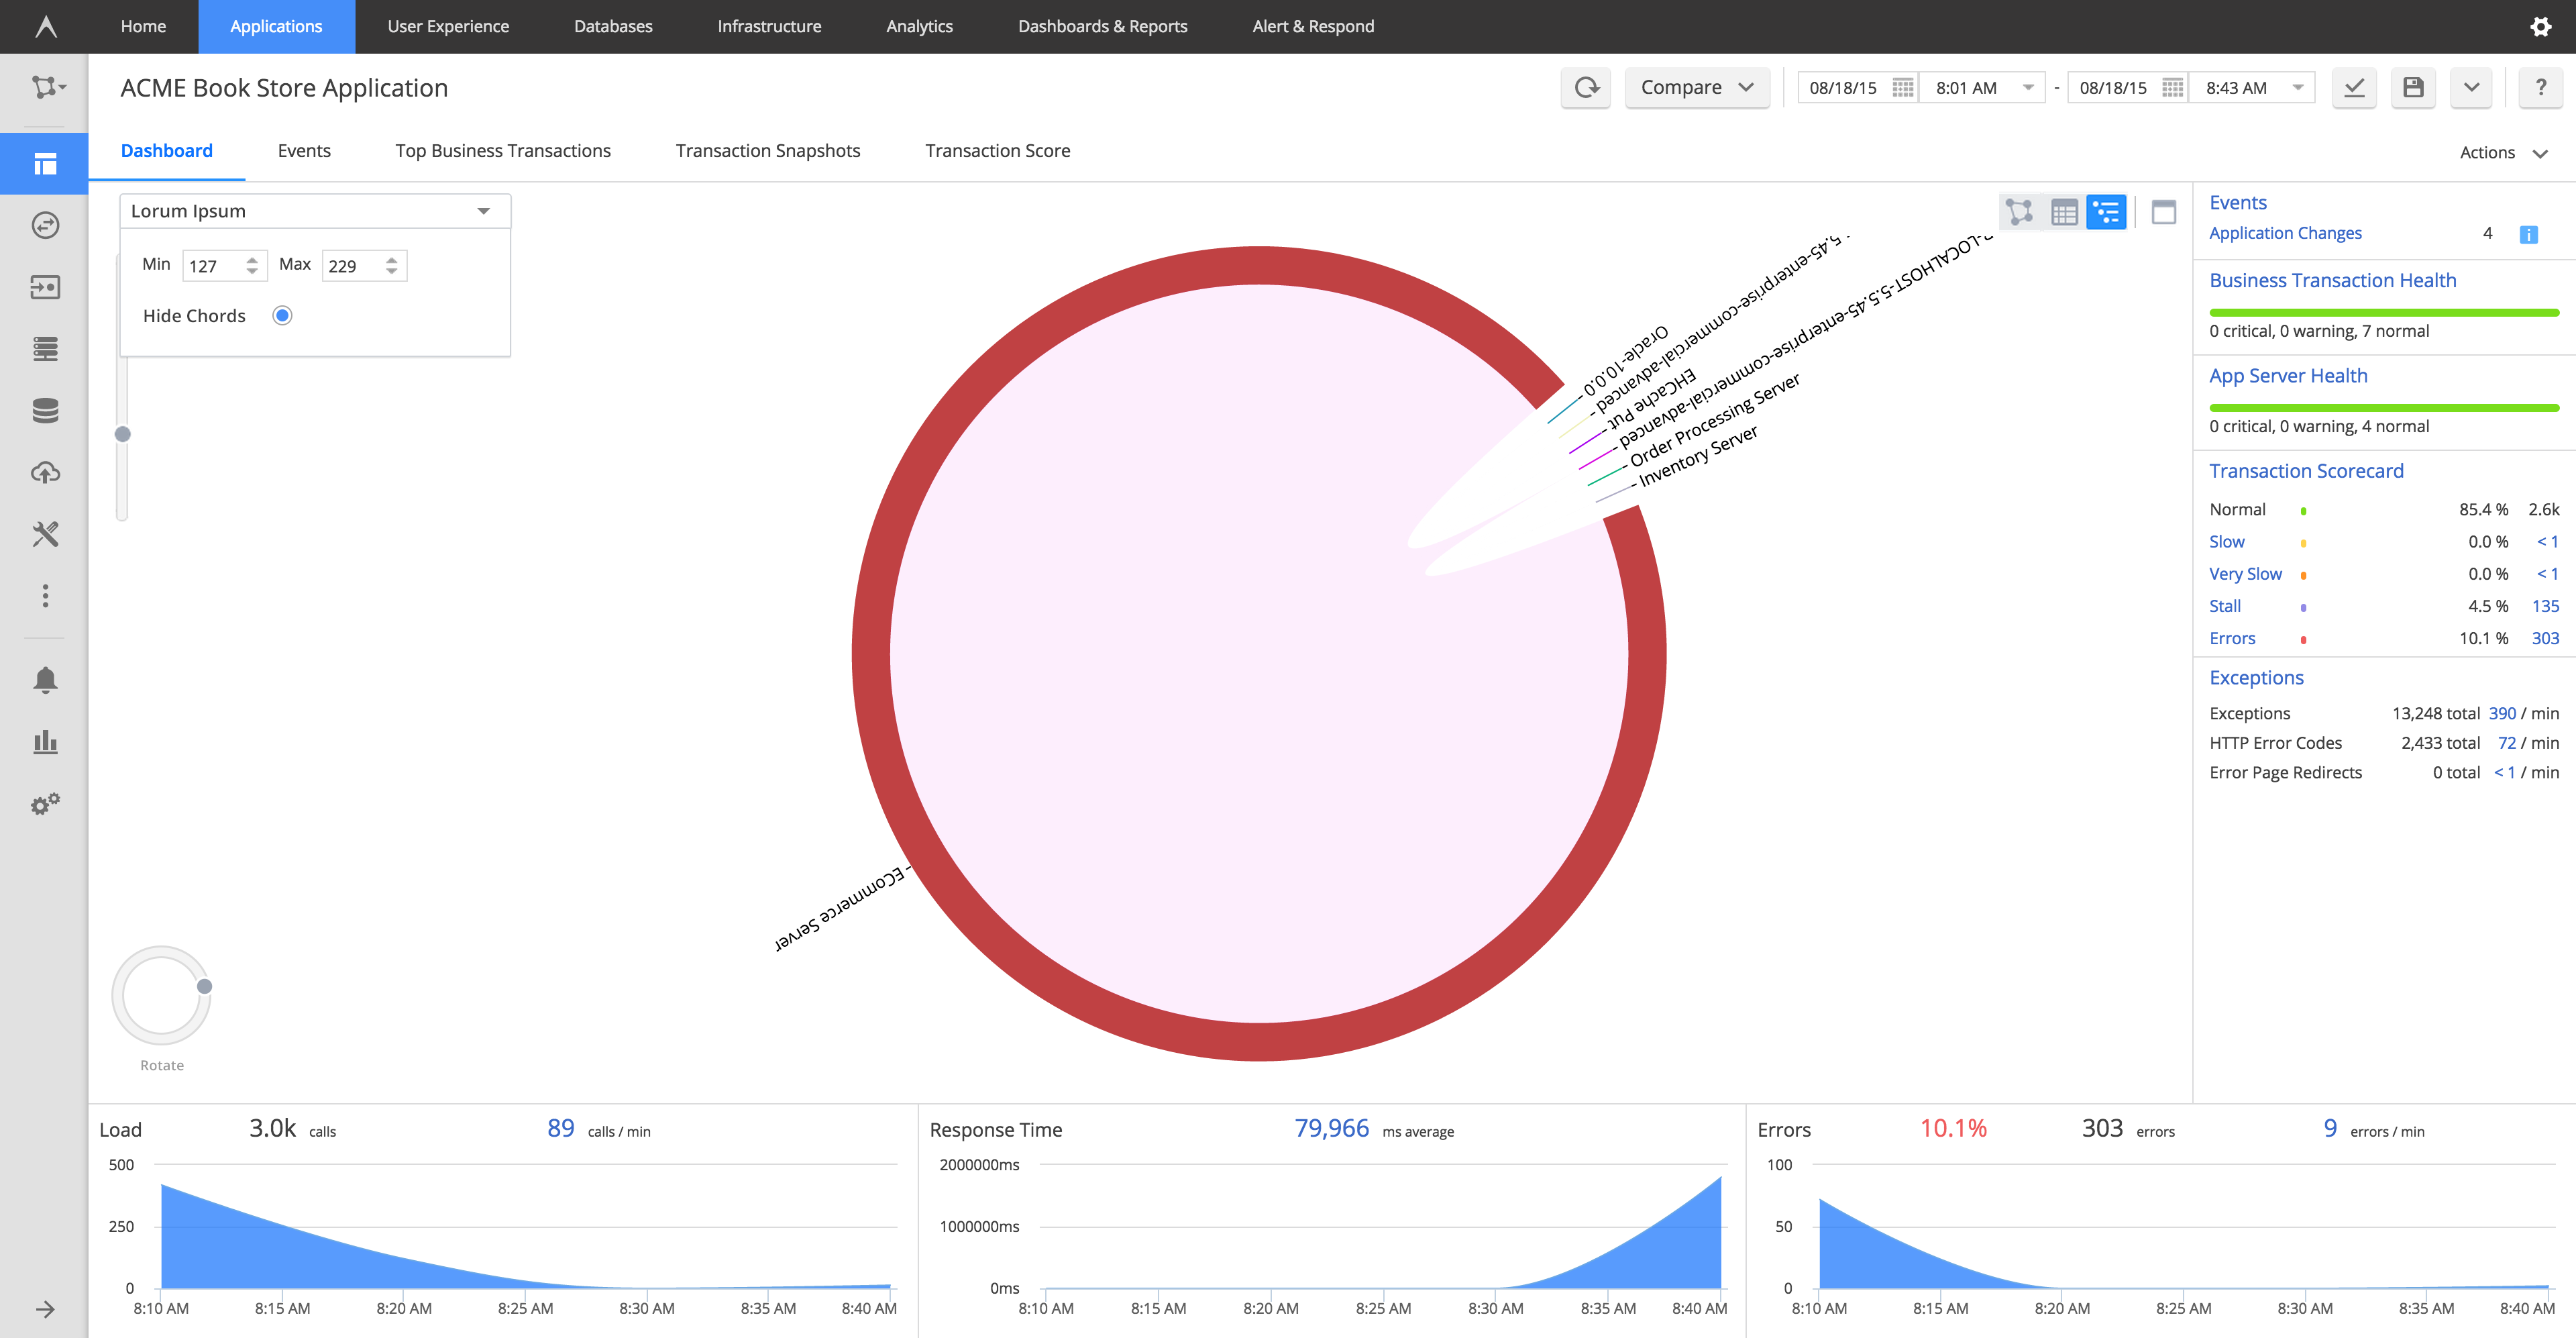 Home Applications User Experience Databases Infrastructure Analytics Dashboards & Reports Alert & Respond
ACME Book Store Application
Compare
08/18/15 8:01 AM - 08/18/15 8:43 AM
?
Dashboard Events Top Business Transactions Transaction Snapshots Transaction Score
Actions
Lorum Ipsum
Min 127 Max 229
Hide Chords
Oracle-10.0.0
5.45-enterprise-commercial-advanced
EHCache Put
LOCALHOST-5.5.45-enterprise-commercial-advanced
Order Processing Server
Inventory Server
ECommerce Server
Rotate
Events
Application Changes 4
Business Transaction Health
0 critical, 0 warning, 7 normal
App Server Health
0 critical, 0 warning, 4 normal
Transaction Scorecard
Normal 85.4 % 2.6k
Slow 0.0 % < 1
Very Slow 0.0 % < 1
Stall 4.5 % 135
Errors 10.1 % 303
Exceptions
Exceptions 13,248 total 390 / min
HTTP Error Codes 2,433 total 72 / min
Error Page Redirects 0 total < 1 / min
Load 3.0k calls 89 calls / min
500
250
0
8:10 AM 8:15 AM 8:20 AM 8:25 AM 8:30 AM 8:35 AM 8:40 AM
Response Time 79,966 ms average
2000000ms
1000000ms
0ms
8:10 AM 8:15 AM 8:20 AM 8:25 AM 8:30 AM 8:35 AM 8:40 AM
Errors 10.1% 303 errors 9 errors / min
100
50
0
8:10 AM 8:15 AM 8:20 AM 8:25 AM 8:30 AM 8:35 AM 8:40 AM